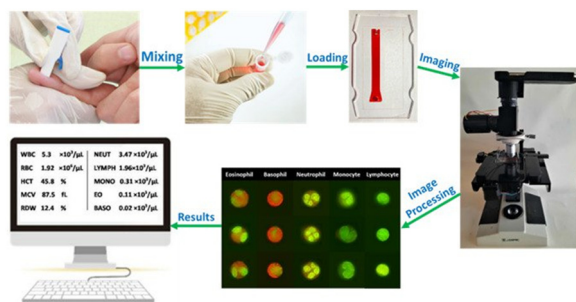 Mixing
Loading
Imaging
Image
Processing
Eosinophil Basophil Neutrophil Monocyte Lymphocyte
Results
WBC 5.3 ×10³/μL NEUT 3.47 ×10³/μL
RBC 1.92 ×10³/μL LYMPH 1.96×10³/μL
HCT 45.8 % MONO 0.31 ×10³/μL
MCV 87.5 fL EO 0.11 ×10³/μL
RDW 12.4 % BASO 0.02 ×10³/μL